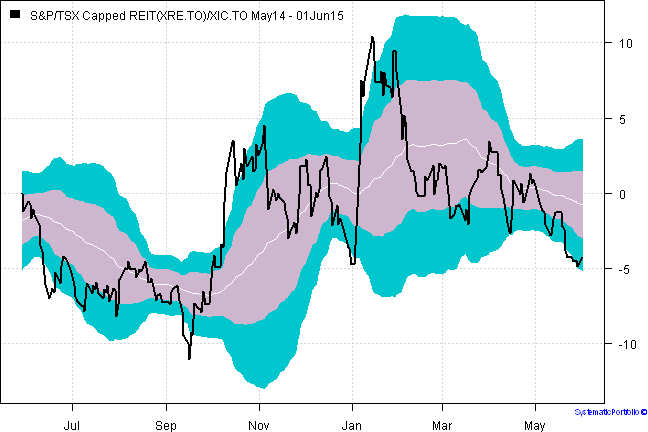 S&P/TSX Capped REIT(XRE.TO)/XIC.TO May14 - 01Jun15
10
5
0
-5
-10
Jul Sep Nov Jan Mar May
SystematicPortfolio ©